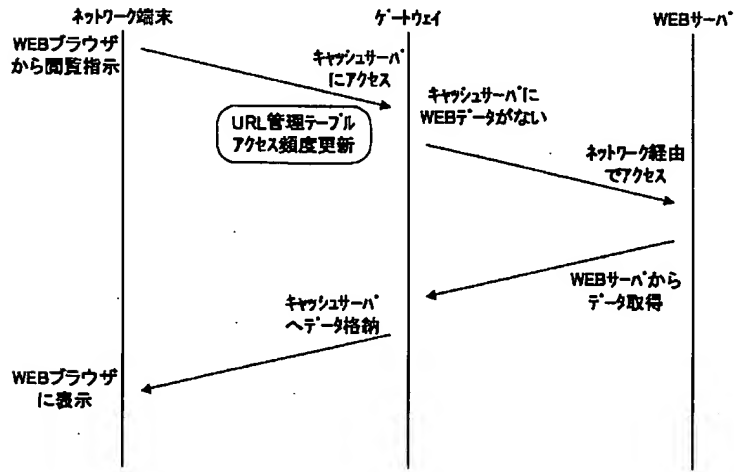 ネットワーク端末
ゲートウェイ
WEBサーバ
WEBブラウザ
から閲覧指示
キャッシュサーバ
にアクセス
URL管理テーブル
アクセス頻度更新
キャッシュサーバに
WEBデータがない
ネットワーク経由
でアクセス
WEBサーバから
データ取得
キャッシュサーバ
へデータ格納
WEBブラウザ
に表示